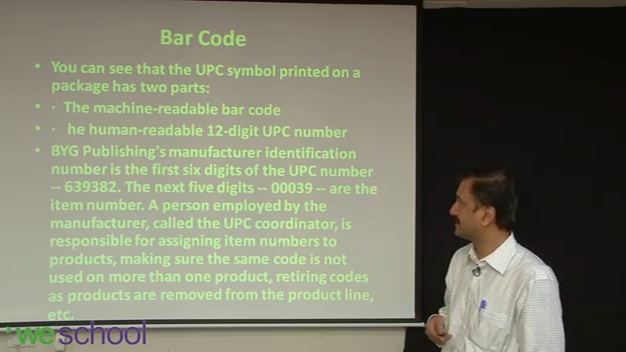 Bar Code
• You can see that the UPC symbol printed on a
package has two parts:
• · The machine-readable bar code
• · he human-readable 12-digit UPC number
• BYG Publishing's manufacturer identification
number is the first six digits of the UPC number
-- 639382. The next five digits -- 00039 -- are the
item number. A person employed by the
manufacturer, called the UPC coordinator, is
responsible for assigning item numbers to
products, making sure the same code is not
used on more than one product, retiring codes
as products are removed from the product line,
etc.
weschool